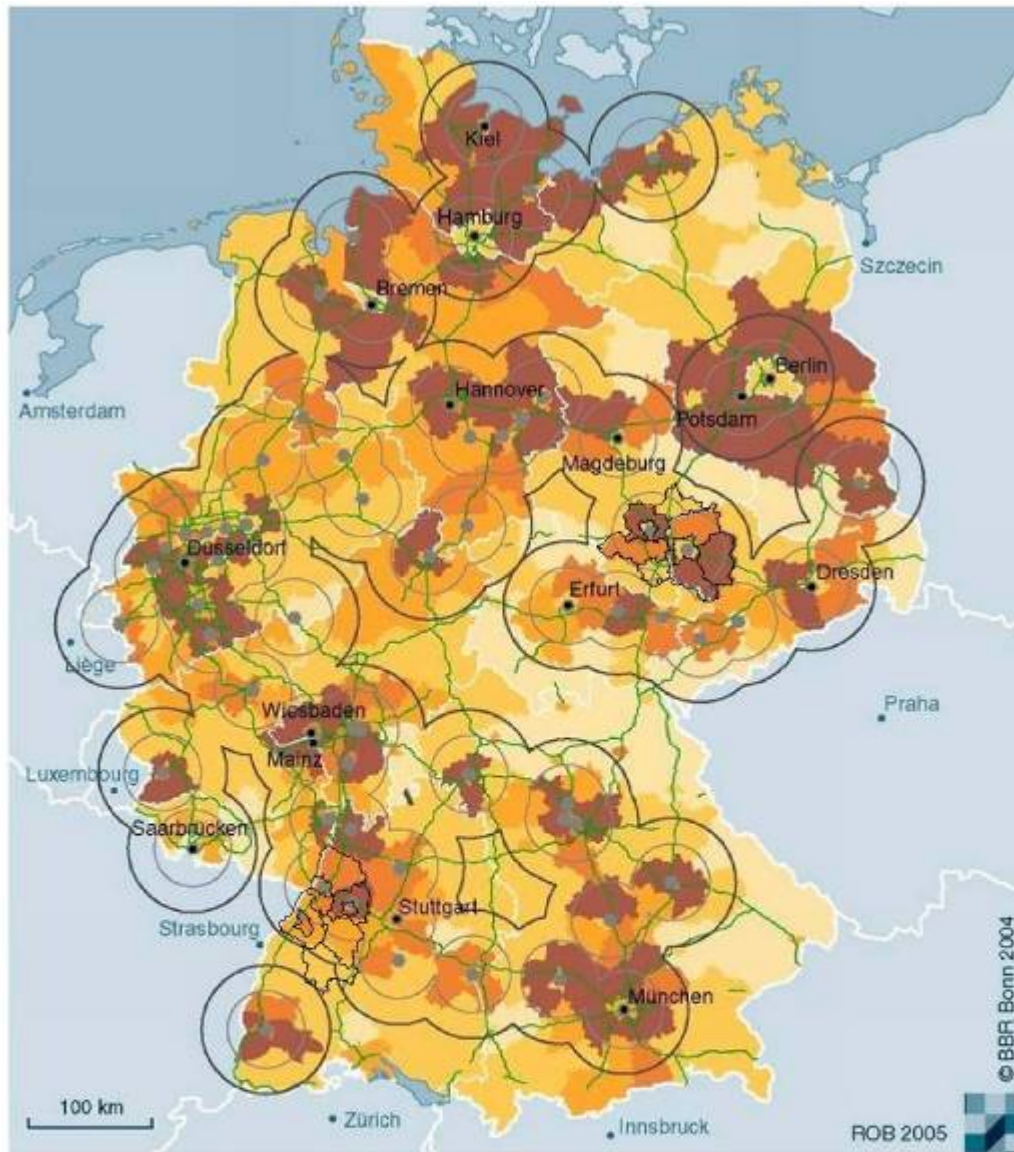 Kiel
Hamburg
Szczecin
Bremen
Berlin
Amsterdam
Hannover
Potsdam
Magdeburg
Düsseldorf
Erfurt
Dresden
Liège
Wiesbaden
Praha
Mainz
Luxembourg
Saarbrücken
Stuttgart
Strasbourg
München
© BBR Bonn 2004
100 km
Zürich
Innsbruck
ROB 2005